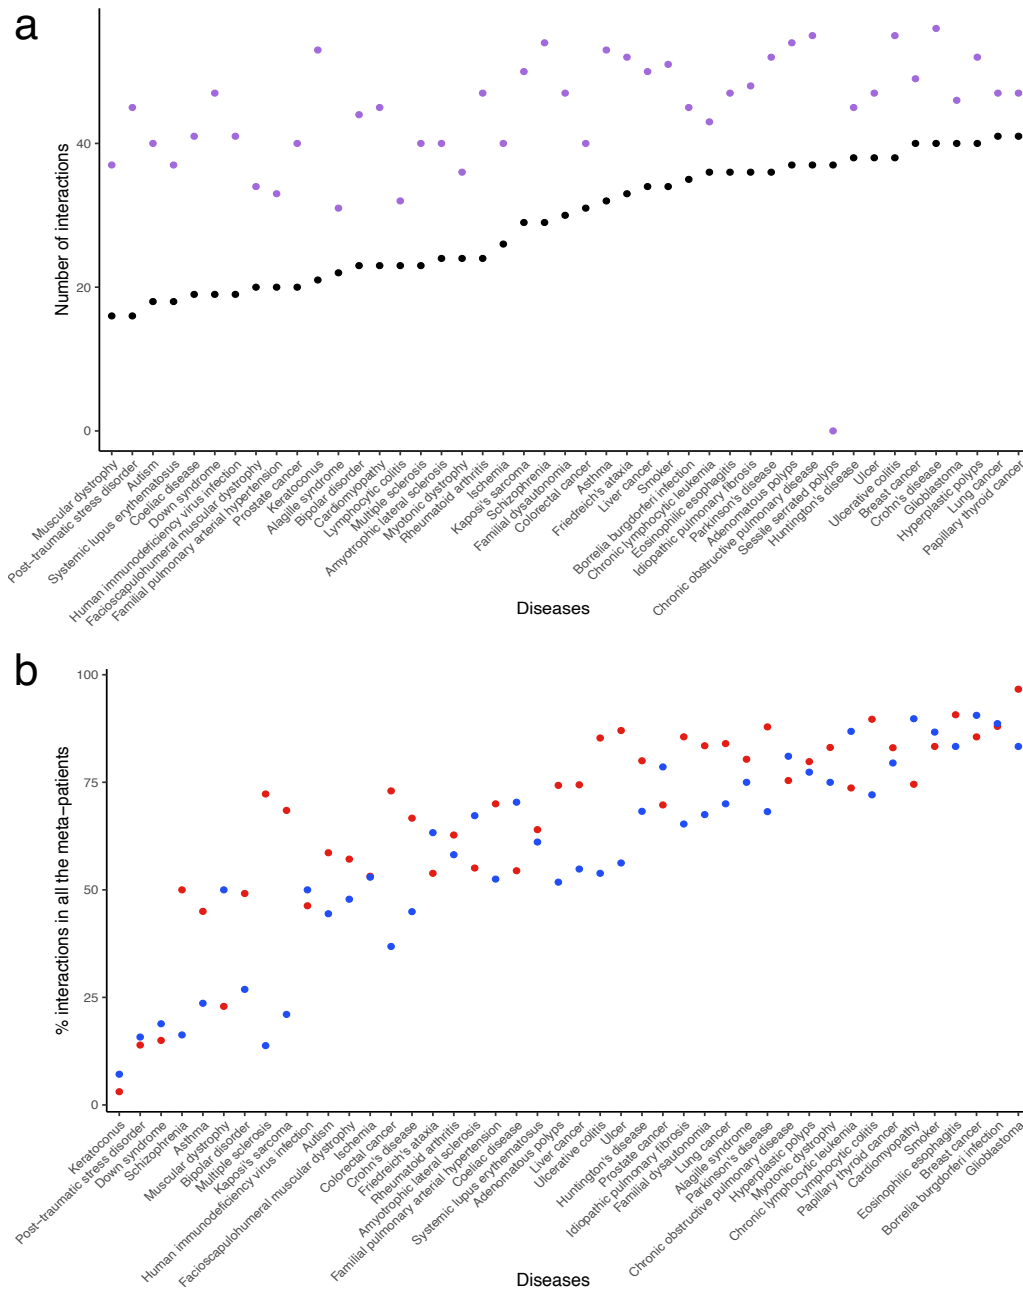 a
Number of interactions
40
20
0
Muscular dystrophy
Post−traumatic stress disorder
Autism
Systemic lupus erythematosus
Coeliac disease
Down syndrome
Human immunodeficiency virus infection
Facioscapulohumeral muscular dystrophy
Familial pulmonary arterial hypertension
Prostate cancer
Keratoconus
Alagille syndrome
Bipolar disorder
Cardiomyopathy
Lymphocytic colitis
Multiple sclerosis
Amyotrophic lateral sclerosis
Myotonic dystrophy
Rheumatoid arthritis
Ischemia
Kaposi's sarcoma
Schizophrenia
Familial dysautonomia
Colorectal cancer
Asthma
Friedreich's ataxia
Liver cancer
Smoker
Borrelia burgdorferi infection
Chronic lymphocytic leukemia
Eosinophilic esophagitis
Idiopathic pulmonary fibrosis
Parkinson's disease
Adenomatous polyps
Chronic obstructive pulmonary disease
Sessile serrated polyps
Huntington's disease
Ulcer
Ulcerative colitis
Breast cancer
Crohn's disease
Glioblastoma
Hyperplastic polyps
Lung cancer
Papillary thyroid cancer
Diseases
b
% interactions in all the meta−patients
100
75
50
25
0
Keratoconus
Post−traumatic stress disorder
Down syndrome
Schizophrenia
Asthma
Muscular dystrophy
Bipolar disorder
Multiple sclerosis
Kaposi's sarcoma
Human immunodeficiency virus infection
Autism
Facioscapulohumeral muscular dystrophy
Ischemia
Colorectal cancer
Crohn's disease
Friedreich's ataxia
Rheumatoid arthritis
Amyotrophic lateral sclerosis
Familial pulmonary arterial hypertension
Coeliac disease
Systemic lupus erythematosus
Adenomatous polyps
Liver cancer
Ulcerative colitis
Ulcer
Huntington's disease
Prostate cancer
Idiopathic pulmonary fibrosis
Familial dysautonomia
Lung cancer
Alagille syndrome
Parkinson's disease
Chronic obstructive pulmonary disease
Hyperplastic polyps
Myotonic dystrophy
Chronic lymphocytic leukemia
Lymphocytic colitis
Papillary thyroid cancer
Cardiomyopathy
Smoker
Eosinophilic esophagitis
Breast cancer
Borrelia burgdorferi infection
Glioblastoma
Diseases